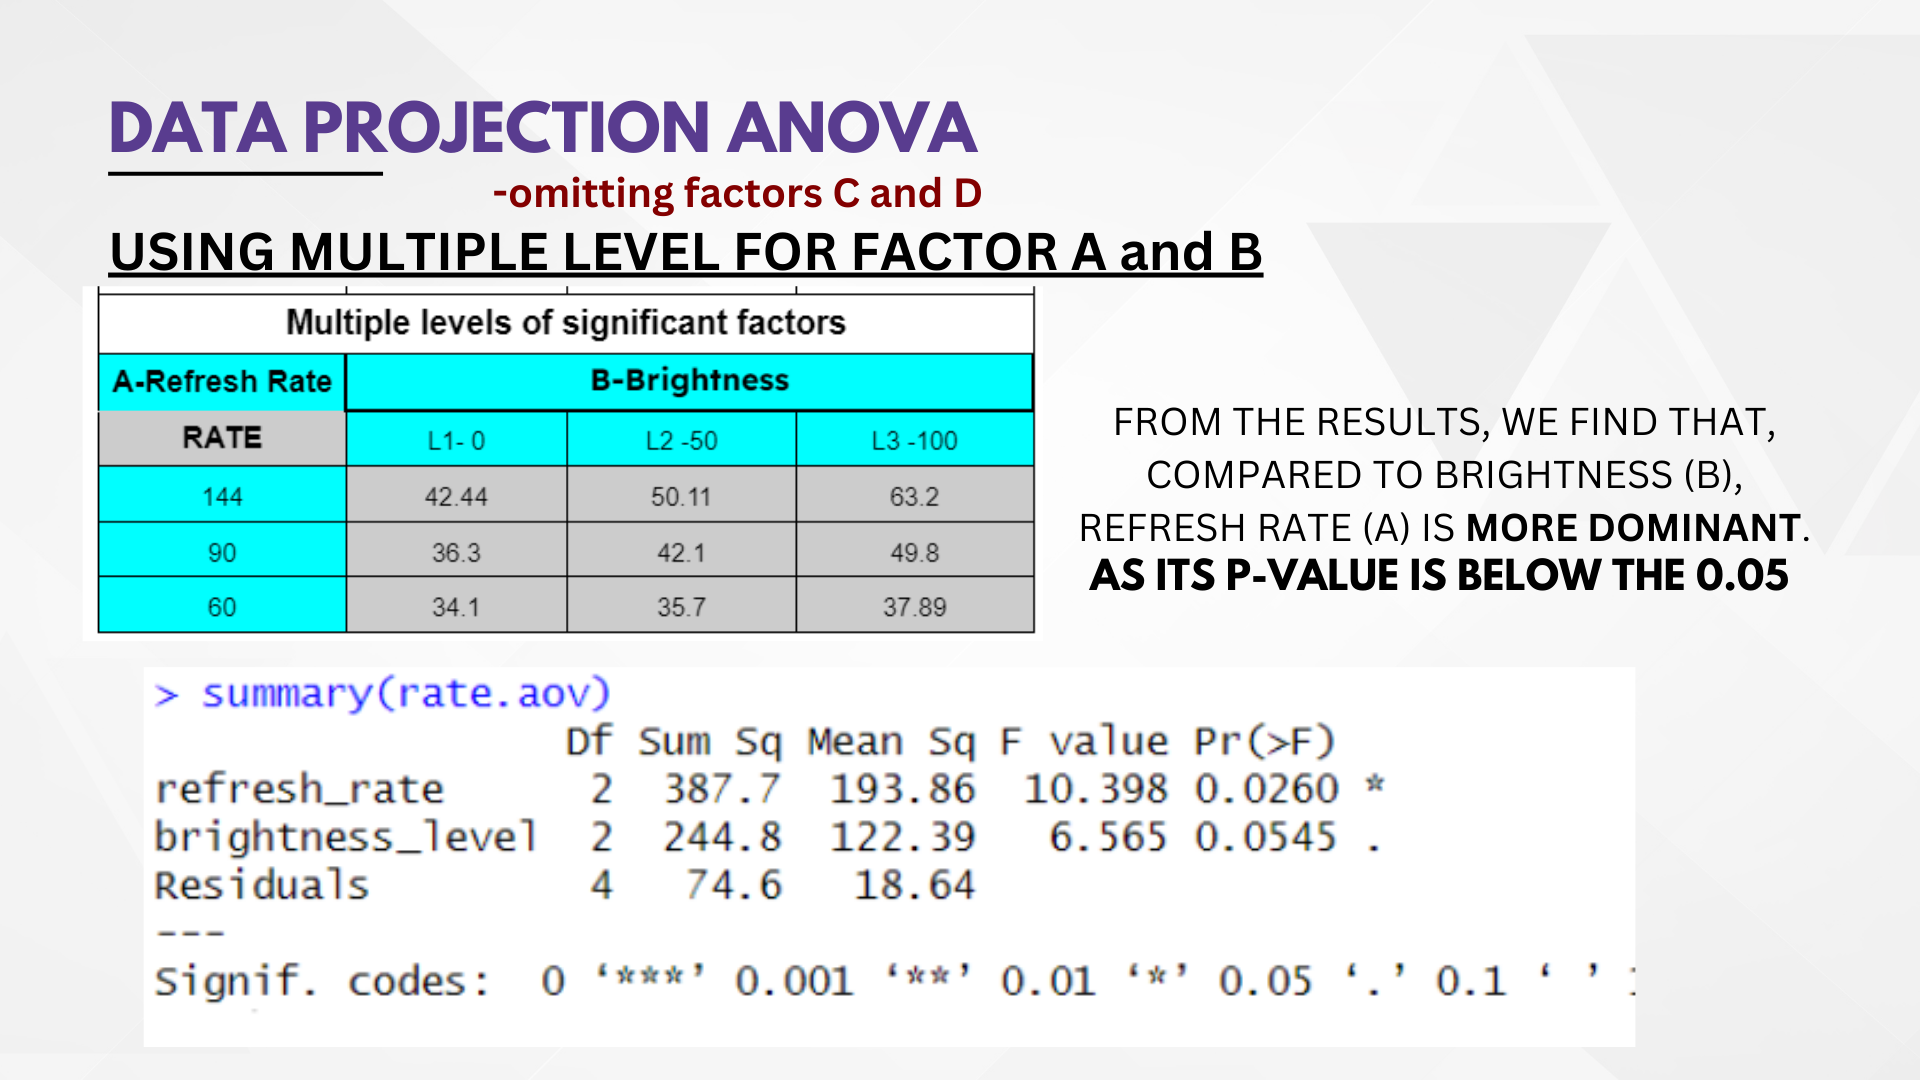 DATA PROJECTION ANOVA
-omitting factors C and D
USING MULTIPLE LEVEL FOR FACTOR A and B
Multiple levels of significant factors
A-Refresh Rate B-Brightness
RATE L1- 0 L2 -50 L3 -100
144 42.44 50.11 63.2
90 36.3 42.1 49.8
60 34.1 35.7 37.89
FROM THE RESULTS, WE FIND THAT,
COMPARED TO BRIGHTNESS (B),
REFRESH RATE (A) IS MORE DOMINANT.
AS ITS P-VALUE IS BELOW THE 0.05
> summary(rate.aov)
Df Sum Sq Mean Sq F value Pr(>F)
refresh_rate 2 387.7 193.86 10.398 0.0260 *
brightness_level 2 244.8 122.39 6.565 0.0545 .
Residuals 4 74.6 18.64
---
Signif. codes: 0 ‘***’ 0.001 ‘**’ 0.01 ‘*’ 0.05 ‘.’ 0.1 ‘ ’